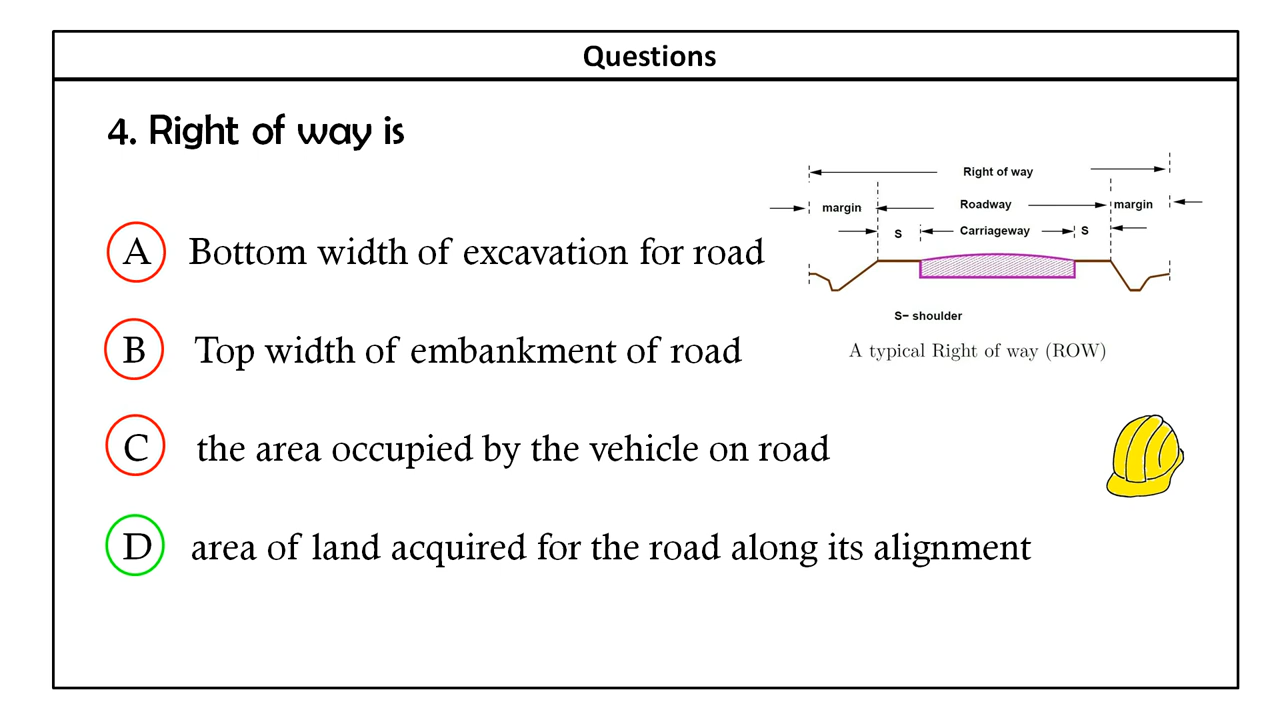 Questions
4. Right of way is
A Bottom width of excavation for road
B Top width of embankment of road
C the area occupied by the vehicle on road
D area of land acquired for the road along its alignment
Right of way
margin Roadway margin
S Carriageway S
S− shoulder
A typical Right of way (ROW)